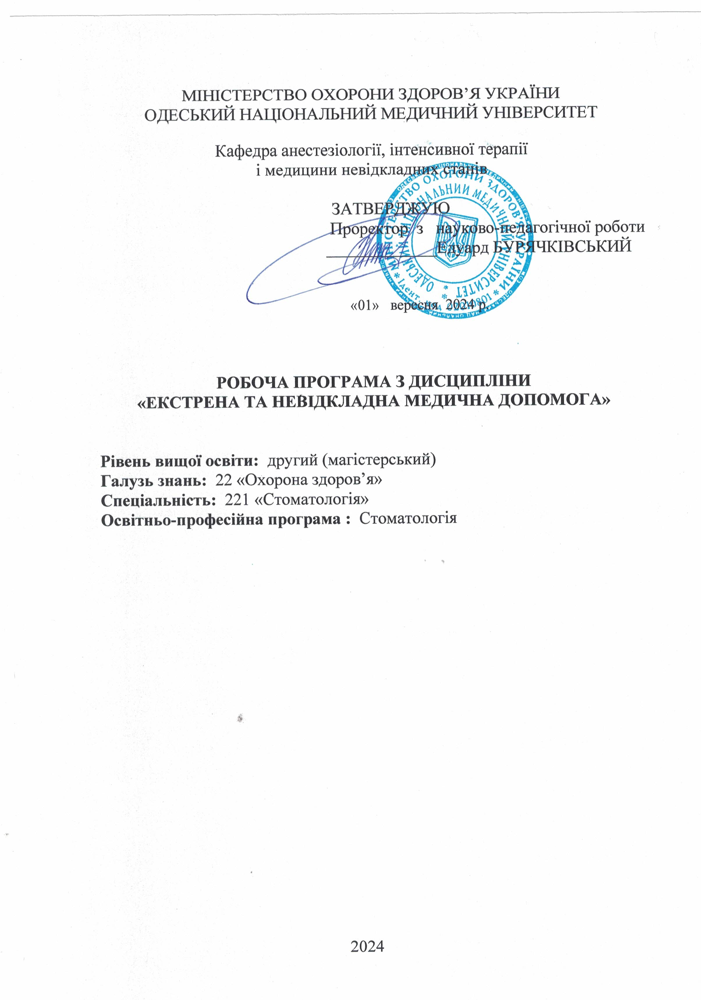 МІНІСТЕРСТВО ОХОРОНИ ЗДОРОВ’Я УКРАЇНИ
ОДЕСЬКИЙ НАЦІОНАЛЬНИЙ МЕДИЧНИЙ УНІВЕРСИТЕТ
Кафедра анестезіології, інтенсивної терапії
і медицини невідкладних станів
ЗАТВЕРДЖУЮ
Проректор з науково-педагогічної роботи
Едуард БУРЯЧКІВСЬКИЙ
«01» вересня 2024 р.
МІНІСТЕРСТВО ОХОРОНИ ЗДОРОВ’Я УКРАЇНИ
* Ідент. код 02010801 *
ОДЕСЬКИЙ НАЦІОНАЛЬНИЙ МЕДИЧНИЙ УНІВЕРСИТЕТ *
РОБОЧА ПРОГРАМА З ДИСЦИПЛІНИ
«ЕКСТРЕНА ТА НЕВІДКЛАДНА МЕДИЧНА ДОПОМОГА»
Рівень вищої освіти: другий (магістерський)
Галузь знань: 22 «Охорона здоров’я»
Спеціальність: 221 «Стоматологія»
Освітньо-професійна програма : Стоматологія
2024